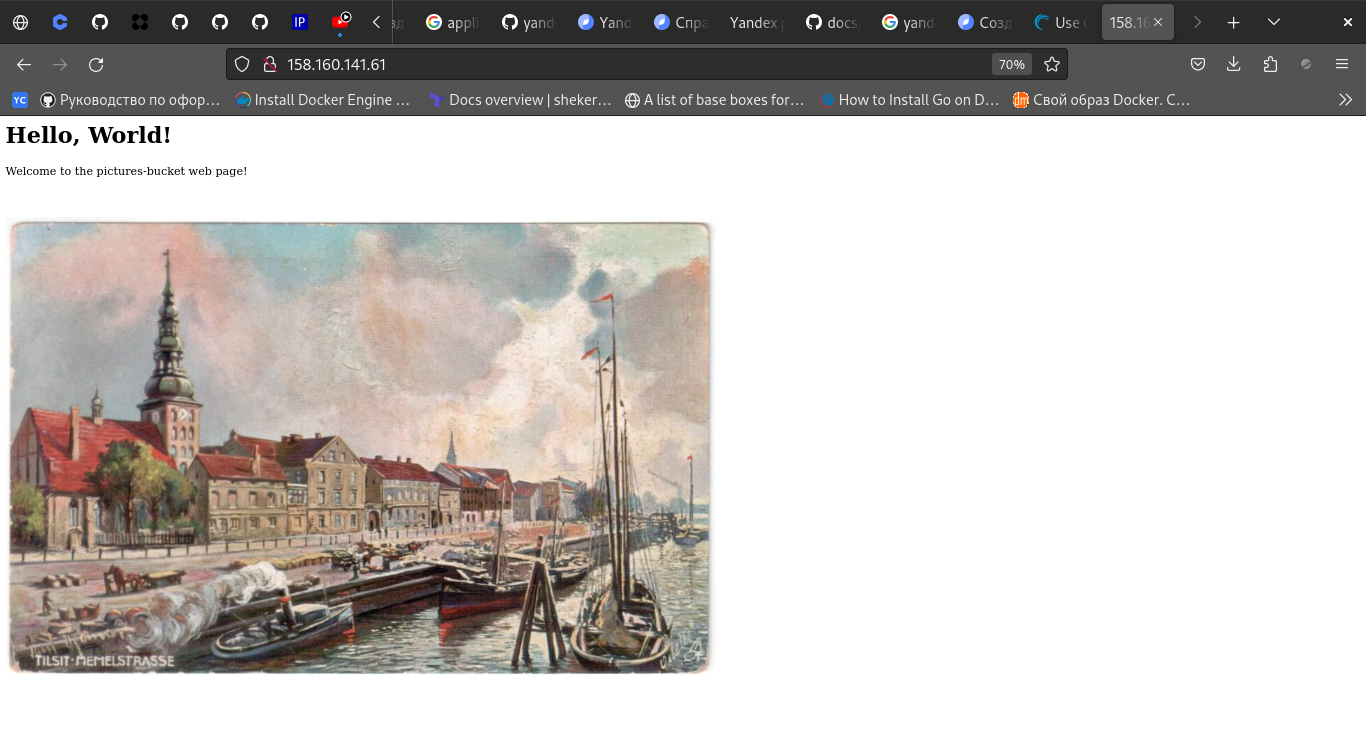 appli
yand
Yand
Спра
Yandex
docs
yand
Созд
Use
158.16
158.160.141.61
70%
Руководство по офор…
Install Docker Engine …
Docs overview | sheker…
A list of base boxes for…
How to Install Go on D…
Свой образ Docker. С…
Hello, World!
Welcome to the pictures-bucket web page!
TILSIT·MEMELSTRASSE